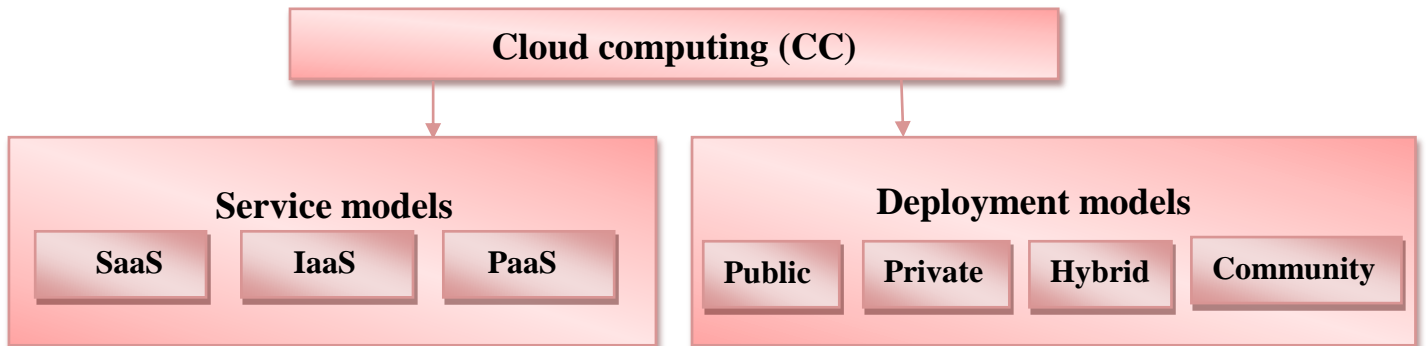 Cloud computing (CC)
Service models
SaaS
IaaS
PaaS
Deployment models
Public
Private
Hybrid
Community